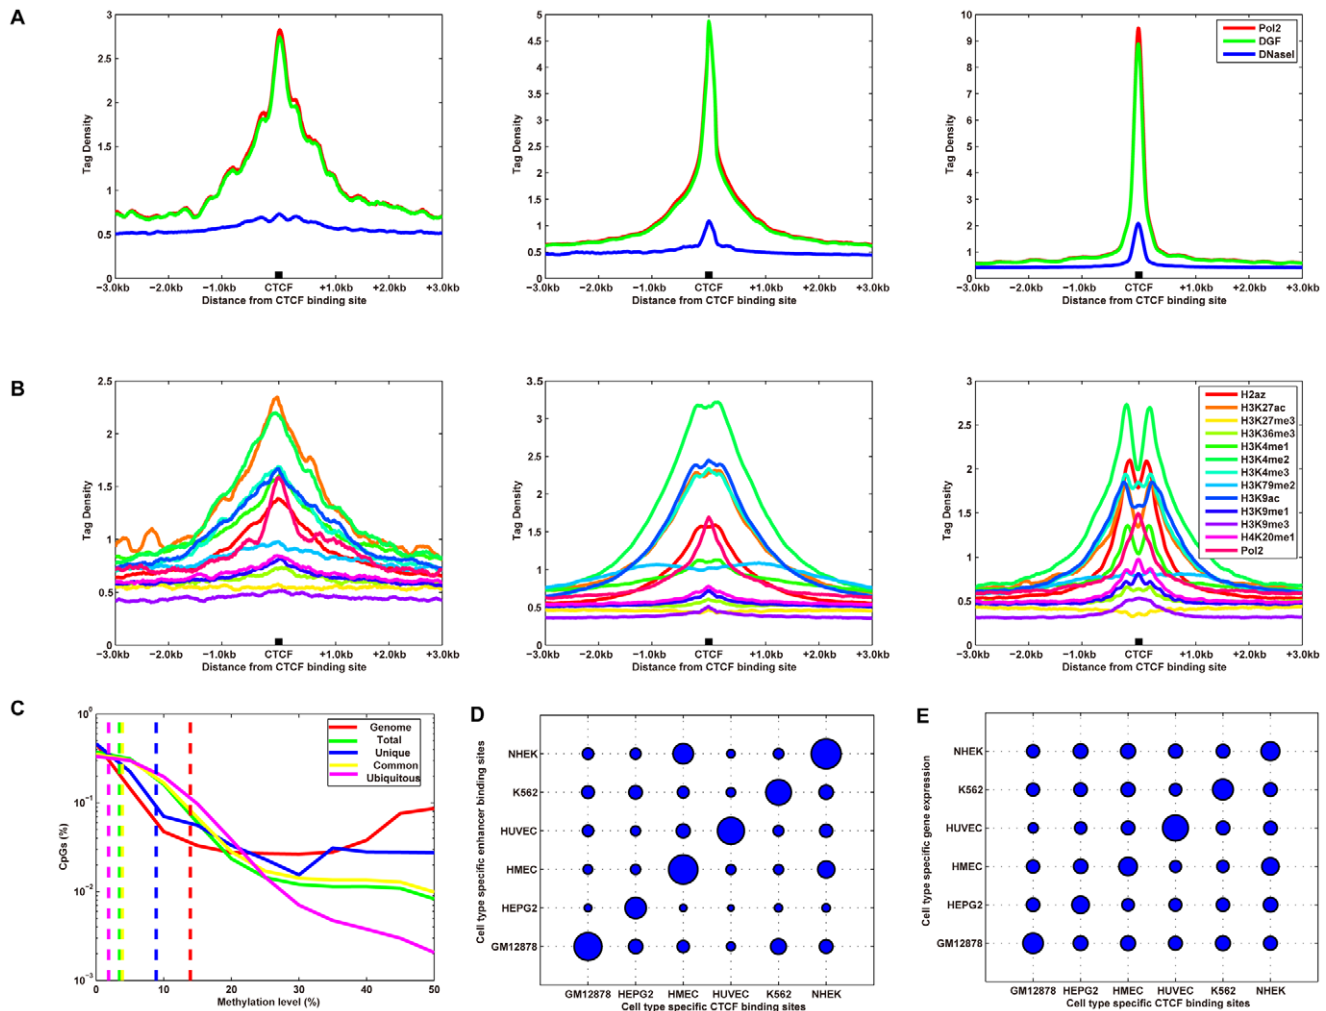 A
3
2.5
2
1.5
1
0.5
0
Tag Density
−3.0kb −2.0kb −1.0kb CTCF +1.0kb +2.0kb +3.0kb
Distance from CTCF binding site
5
4.5
4
3.5
3
2.5
2
1.5
1
0.5
0
Tag Density
−3.0kb −2.0kb −1.0kb CTCF +1.0kb +2.0kb +3.0kb
Distance from CTCF binding site
10
9
8
7
6
5
4
3
2
1
0
Tag Density
Pol2
DGF
DNaseI
−3.0kb −2.0kb −1.0kb CTCF +1.0kb +2.0kb +3.0kb
Distance from CTCF binding site
B
2.5
2
1.5
1
0.5
0
Tag Density
−3.0kb −2.0kb −1.0kb CTCF +1.0kb +2.0kb +3.0kb
Distance from CTCF binding site
3.5
3
2.5
2
1.5
1
0.5
0
Tag Density
−3.0kb −2.0kb −1.0kb CTCF +1.0kb +2.0kb +3.0kb
Distance from CTCF binding site
3
2.5
2
1.5
1
0.5
0
Tag Density
H2az
H3K27ac
H3K27me3
H3K36me3
H3K4me1
H3K4me2
H3K4me3
H3K79me2
H3K9ac
H3K9me1
H3K9me3
H4K20me1
Pol2
−3.0kb −2.0kb −1.0kb CTCF +1.0kb +2.0kb +3.0kb
Distance from CTCF binding site
C
10^0
10^−1
10^−2
10^−3
CpGs (%)
Genome
Total
Unique
Common
Ubiquitous
0 10 20 30 40 50
Methylation level (%)
D
Cell type specific enhancer binding sites
NHEK
K562
HUVEC
HMEC
HEPG2
GM12878
GM12878 HEPG2 HMEC HUVEC K562 NHEK
Cell type specific CTCF binding sites
E
Cell type specific gene expression
NHEK
K562
HUVEC
HMEC
HEPG2
GM12878
GM12878 HEPG2 HMEC HUVEC K562 NHEK
Cell type specific CTCF binding sites